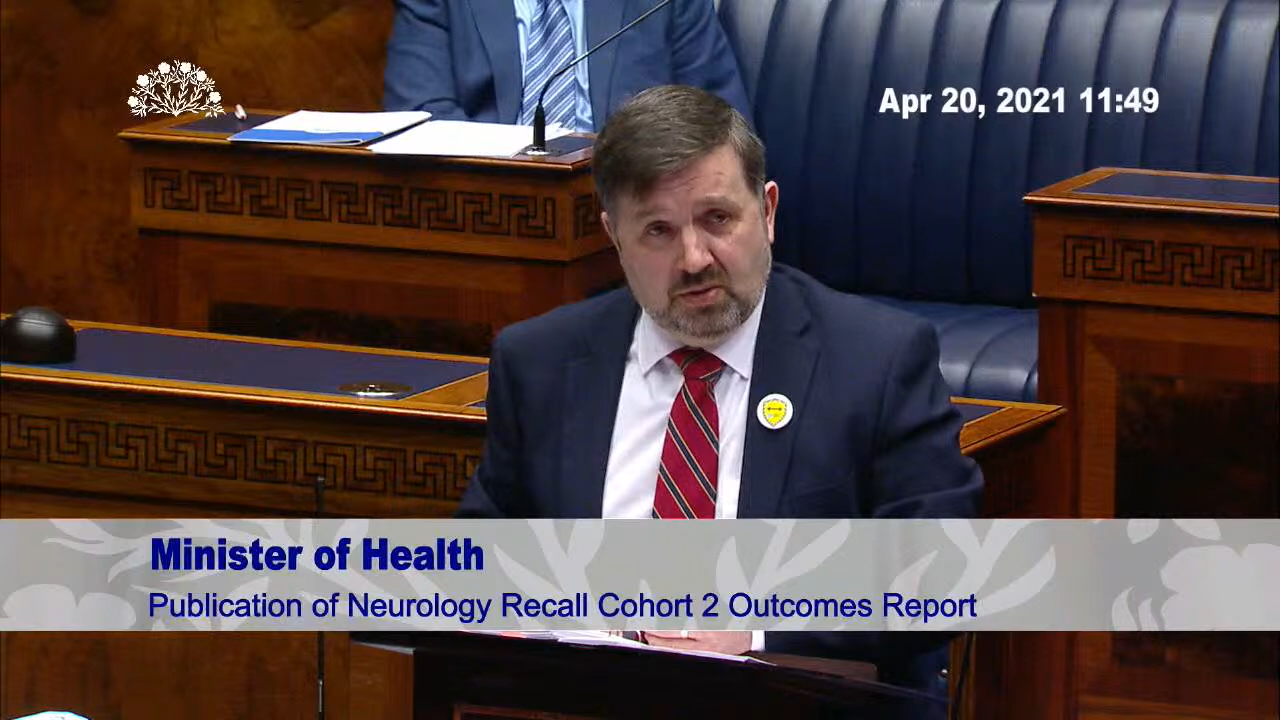 Apr 20, 2021 11:49
Minister of Health
Publication of Neurology Recall Cohort 2 Outcomes Report